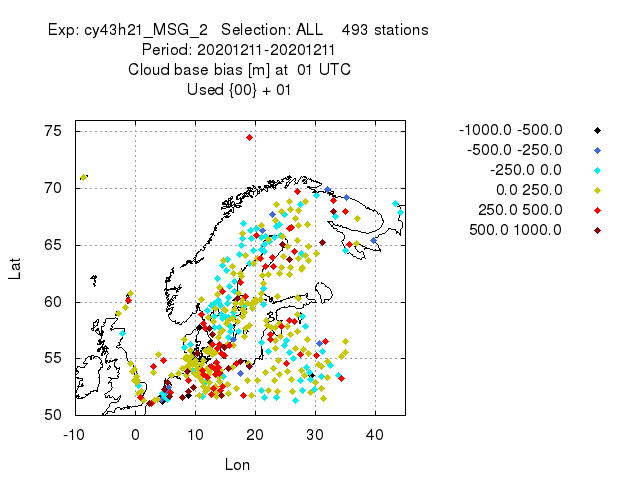 Exp: cy43h21_MSG_2   Selection: ALL    493 stations
Period: 20201211-20201211
Cloud base bias [m] at  01 UTC
Used {00} + 01
-1000.0 -500.0
-500.0 -250.0
-250.0 0.0
0.0 250.0
250.0 500.0
500.0 1000.0
75
70
65
60
55
50
Lat
-10 0 10 20 30 40
Lon